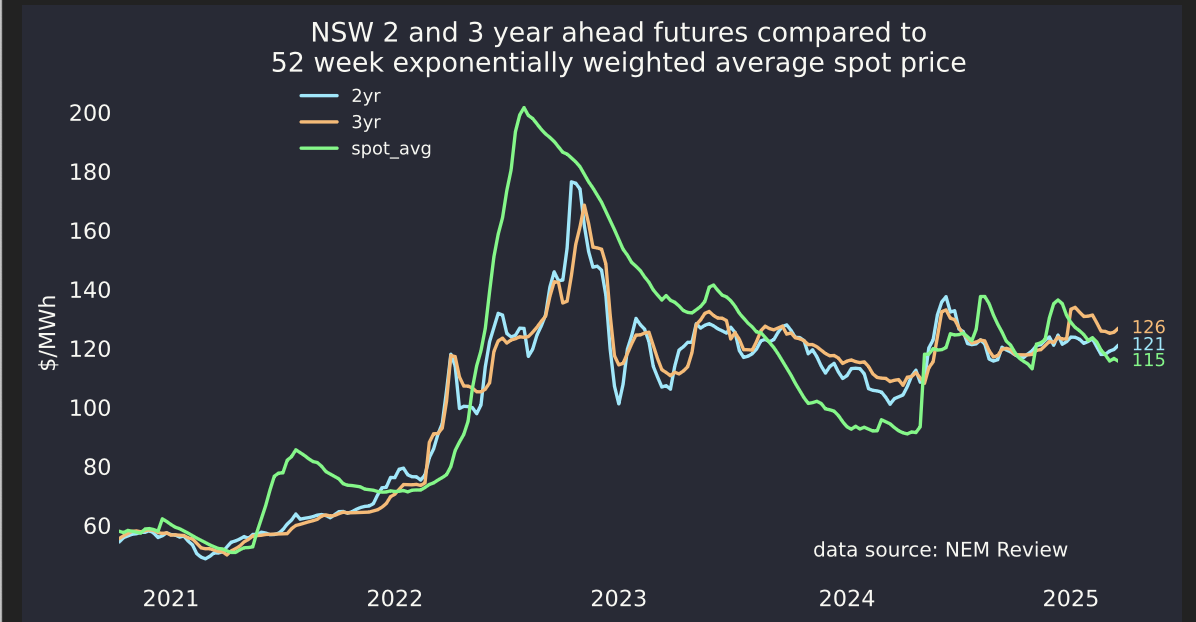 NSW 2 and 3 year ahead futures compared to
52 week exponentially weighted average spot price
2yr
3yr
spot_avg
200
180
160
140
120
100
80
60
$/MWh
126
121
115
data source: NEM Review
2021
2022
2023
2024
2025